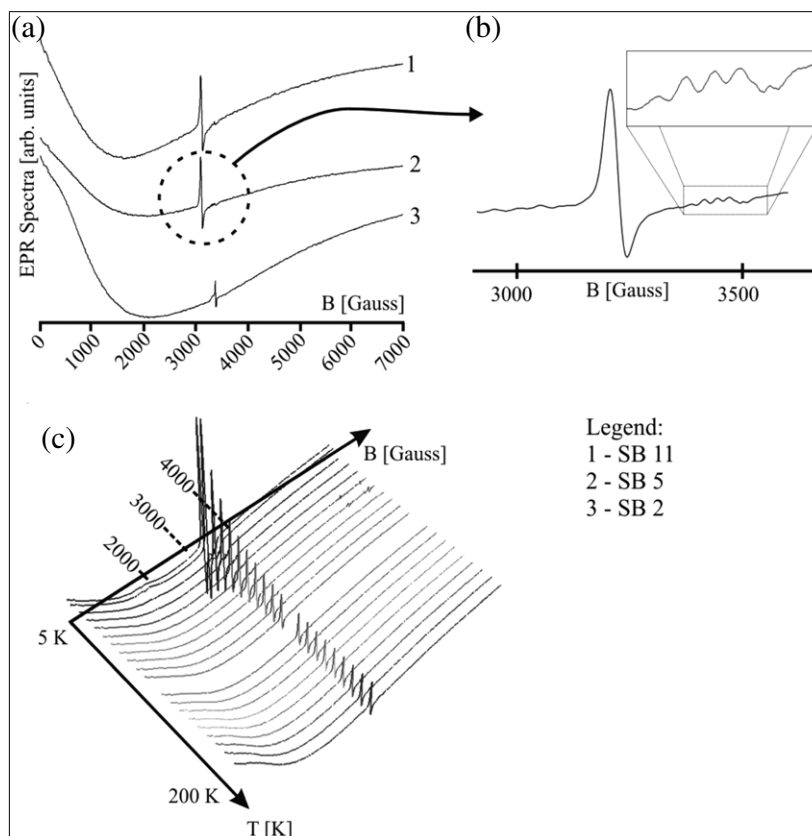 (a)
EPR Spectra [arb. units]
1
2
3
B [Gauss]
0 1000 2000 3000 4000 5000 6000 7000
(b)
3000 B [Gauss] 3500
(c)
B [Gauss]
4000
3000
2000
5 K
200 K
T [K]
Legend:
1 - SB 11
2 - SB 5
3 - SB 2